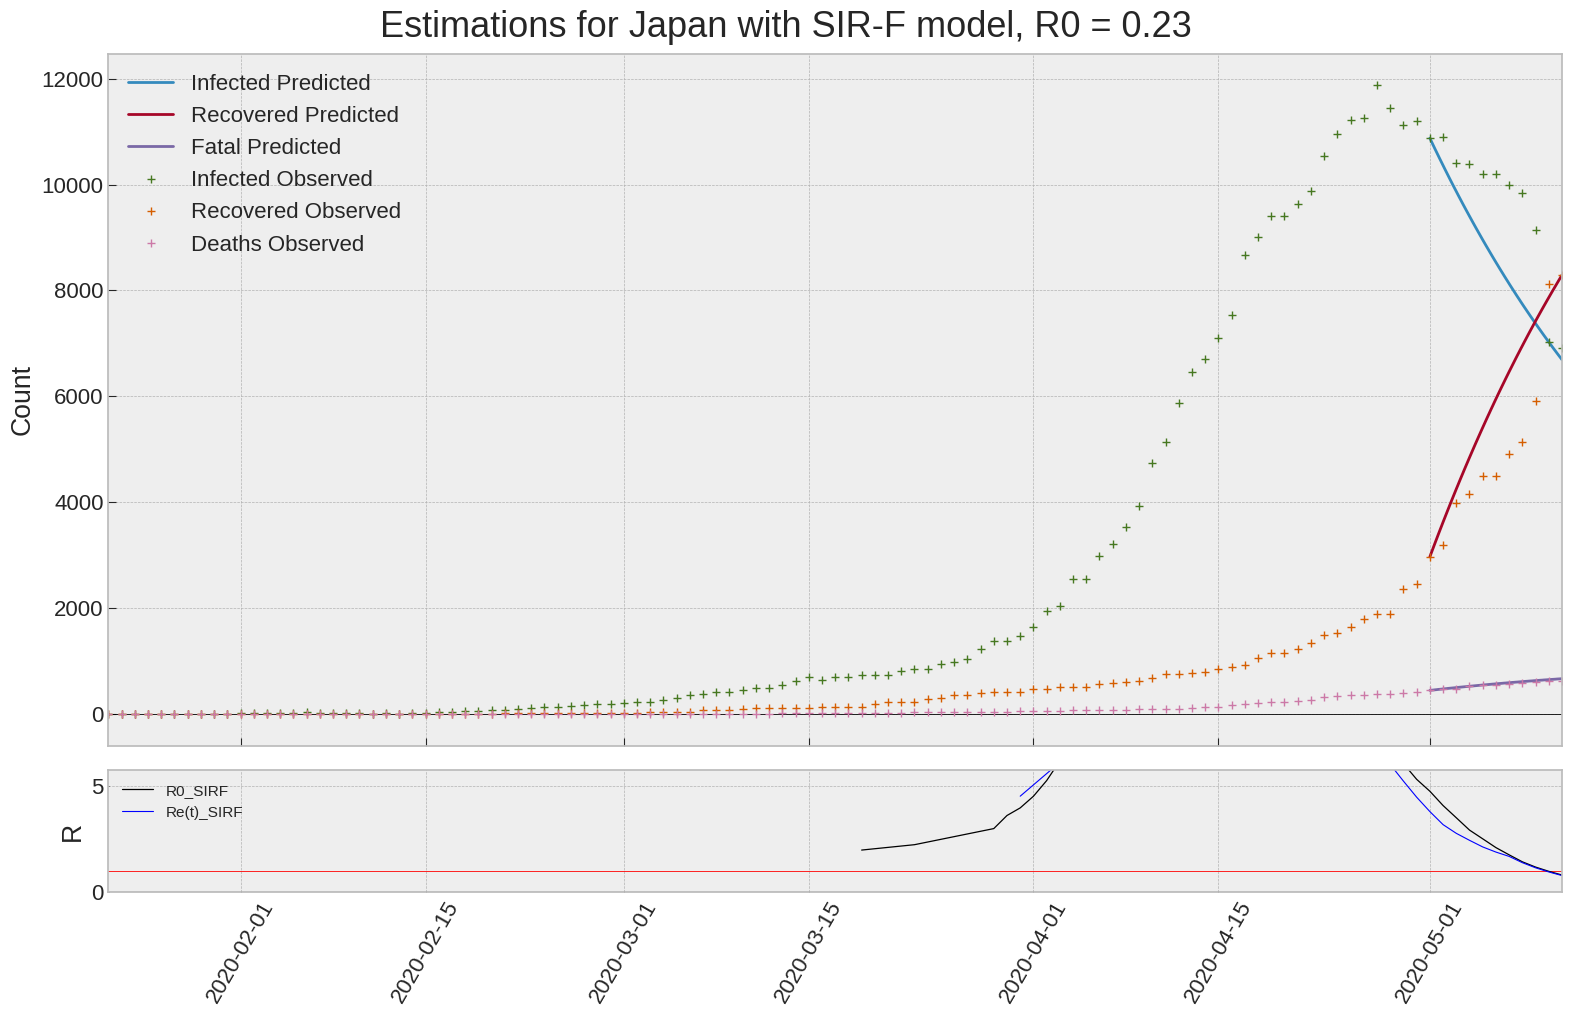 Estimations for Japan with SIR-F model, R0 = 0.23
Count
12000
10000
8000
6000
4000
2000
0
Infected Predicted
Recovered Predicted
Fatal Predicted
Infected Observed
Recovered Observed
Deaths Observed
R
5
0
R0_SIRF
Re(t)_SIRF
2020-02-01
2020-02-15
2020-03-01
2020-03-15
2020-04-01
2020-04-15
2020-05-01